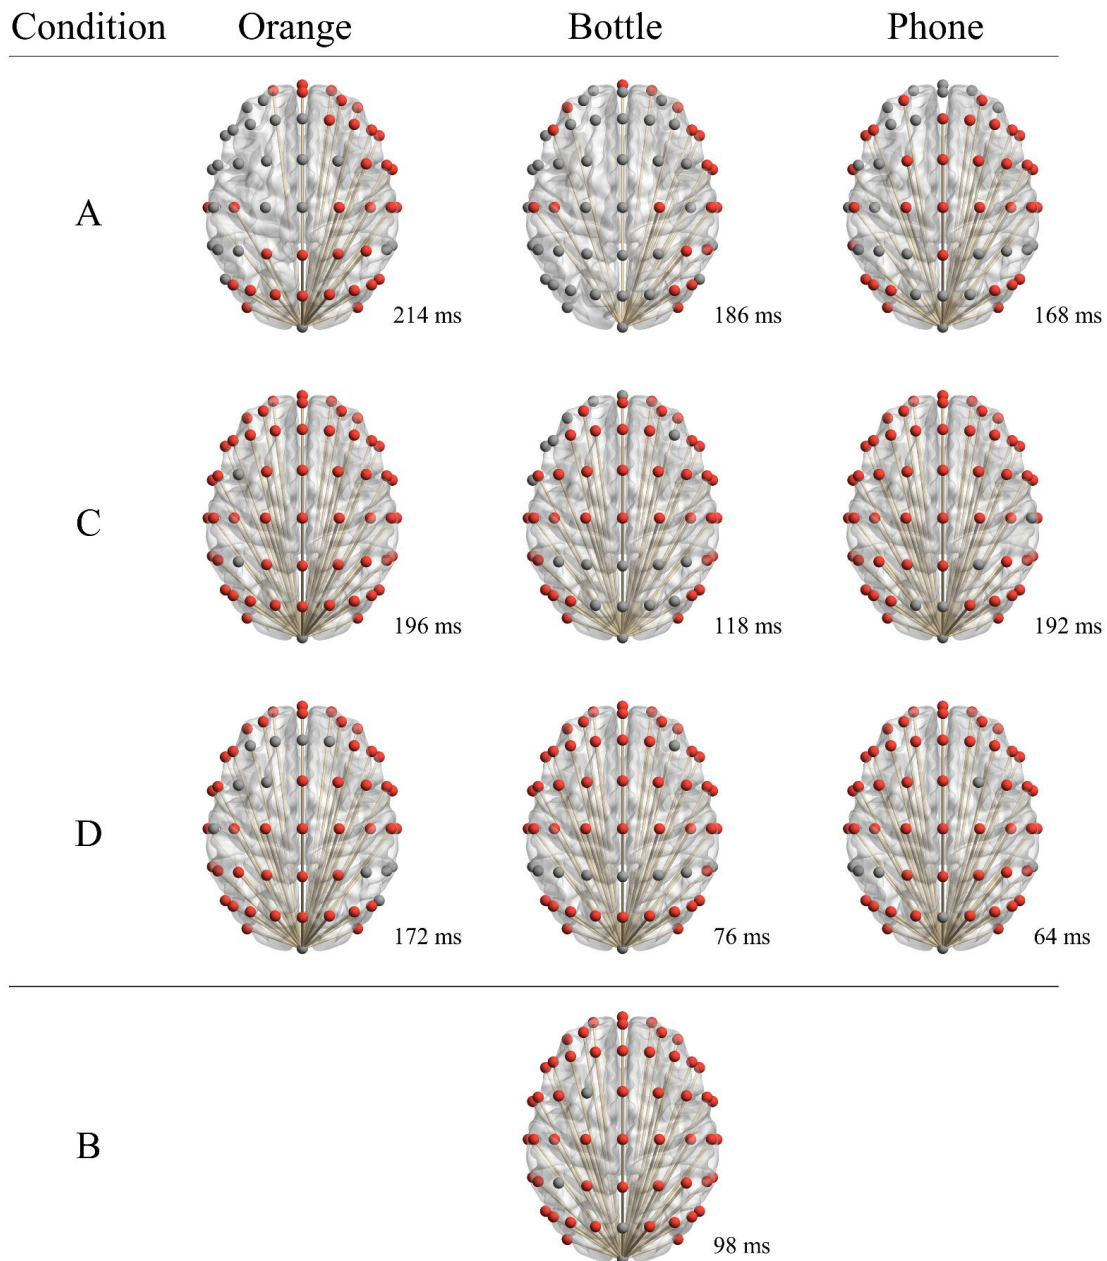 Condition Orange Bottle Phone
A
214 ms 186 ms 168 ms
C
196 ms 118 ms 192 ms
D
172 ms 76 ms 64 ms
B
98 ms